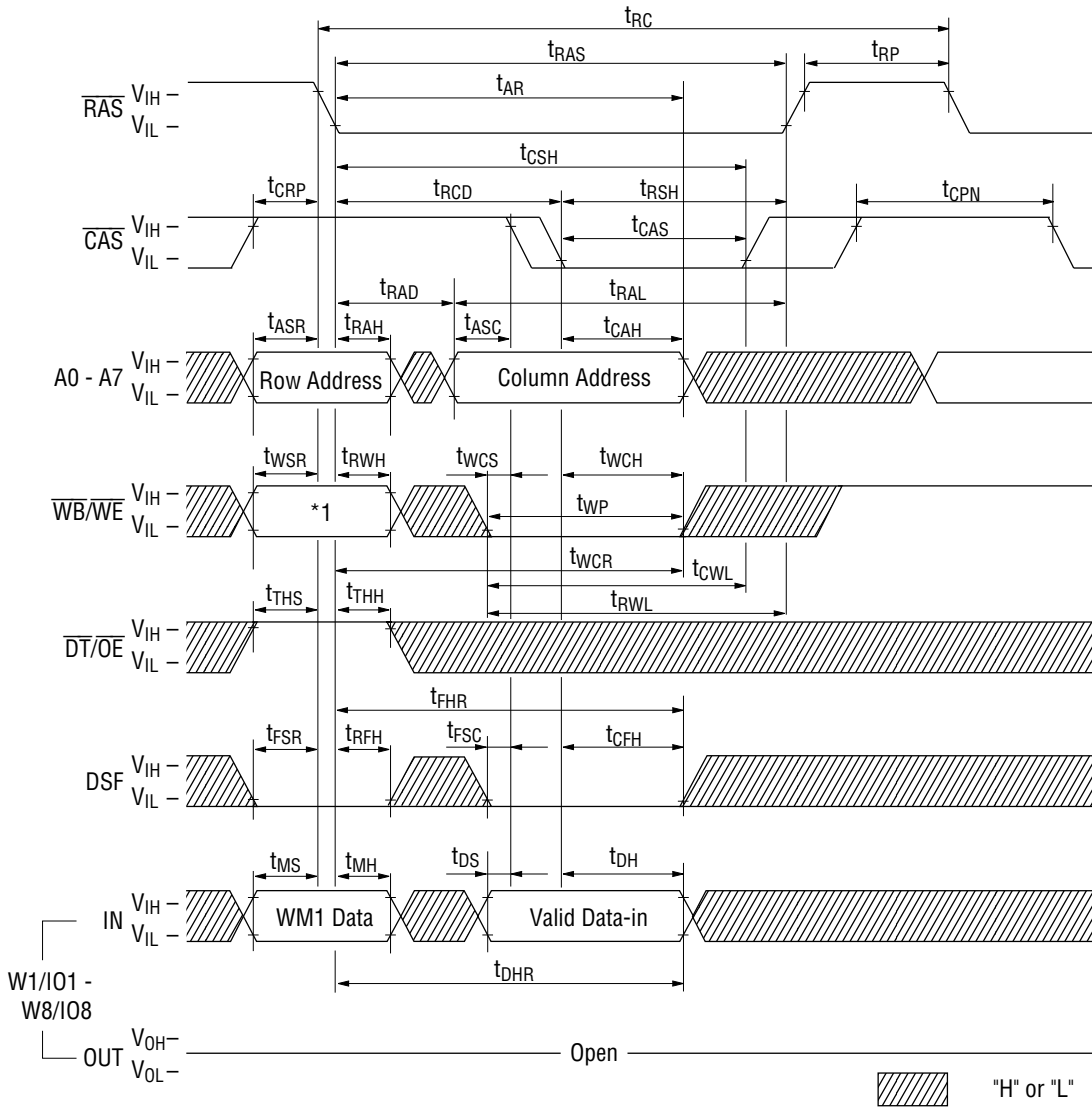 tRC
tRAS
tRP
tAR
RAS
VIH
VIL
tCSH
tCRP
tRCD
tRSH
tCPN
CAS
VIH
VIL
tCAS
tRAD
tRAL
tASR
tRAH
tASC
tCAH
A0 - A7
VIH
VIL
Row Address
Column Address
tWSR
tRWH
tWCS
tWCH
WB/WE
VIH
VIL
*1
tWP
tWCR
tCWL
tRWL
tTHS
tTHH
DT/OE
VIH
VIL
tFHR
tFSR
tRFH
tFSC
tCFH
DSF
VIH
VIL
tMS
tMH
tDS
tDH
IN
VIH
VIL
WM1 Data
Valid Data-in
tDHR
W1/IO1 -
W8/IO8
OUT
VOH
VOL
Open
"H" or "L"